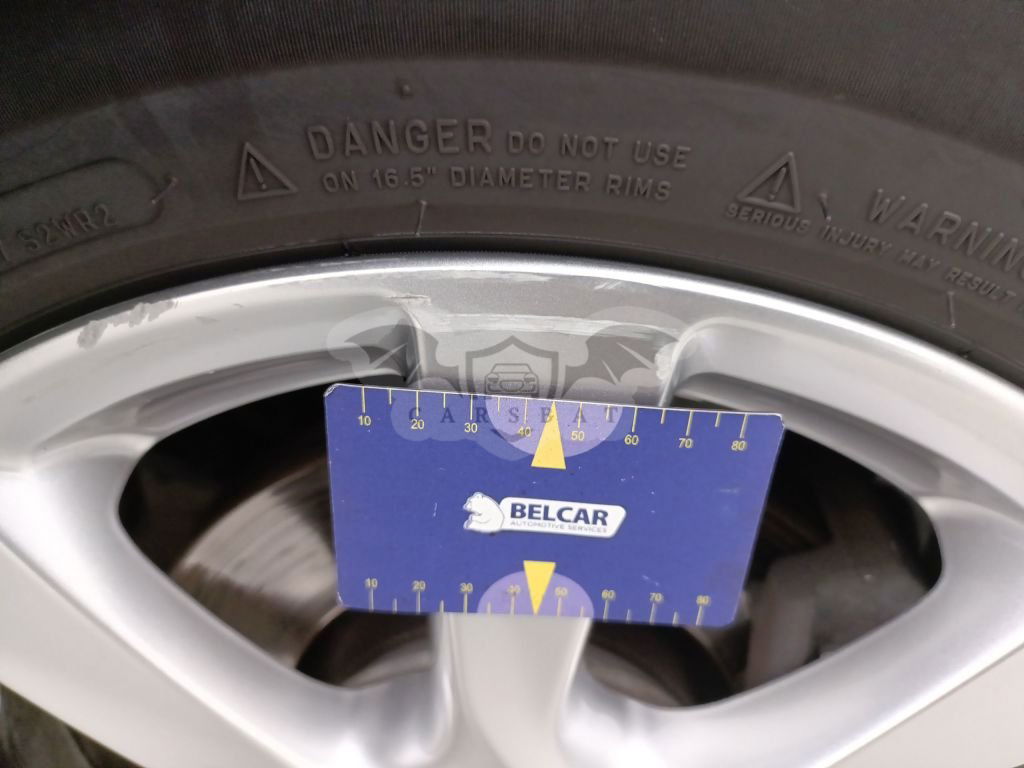 DANGER DO NOT USE
ON 16.5" DIAMETER RIMS
S2WR2
WARNING
SERIOUS INJURY MAY RESULT
CARSBAT
10 20 30 40 50 60 70 80
BELCAR
AUTOMOTIVE SERVICES
10 20 30 40 50 60 70 80